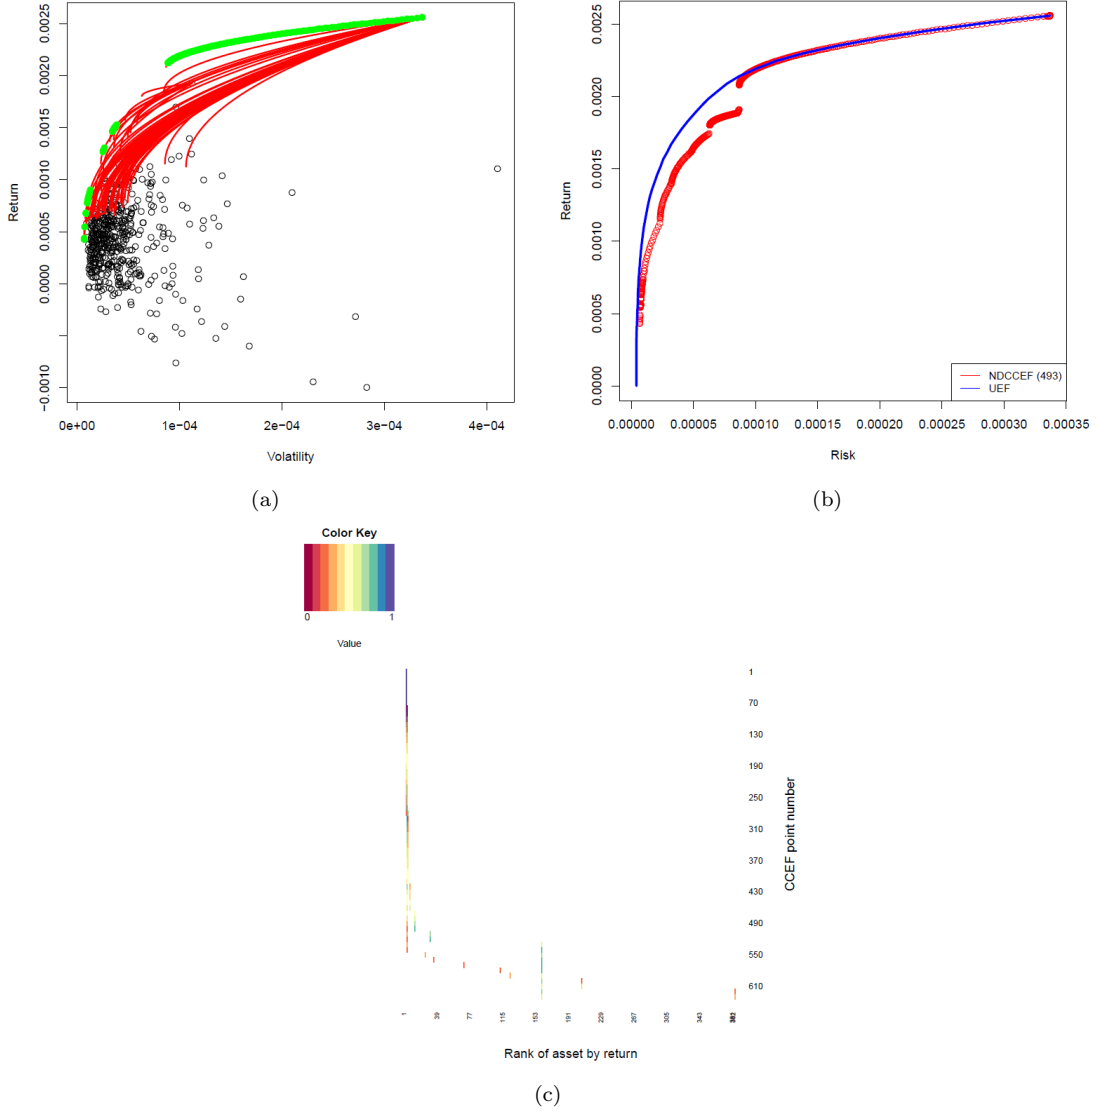 0.0025
0.0020
0.0015
0.0010
0.0005
0.0000
−0.0010
Return
0e+00 1e−04 2e−04 3e−04 4e−04
Volatility
(a)
0.0025
0.0020
0.0015
0.0010
0.0005
0.0000
Return
NDCCEF (493)
UEF
0.00000 0.00005 0.00010 0.00015 0.00020 0.00025 0.00030 0.00035
Risk
(b)
Color Key
0 1
Value
1
70
130
190
250
310
370
430
490
550
610
CCEF point number
1 39 77 115 153 191 229 267 305 343
Rank of asset by return
(c)